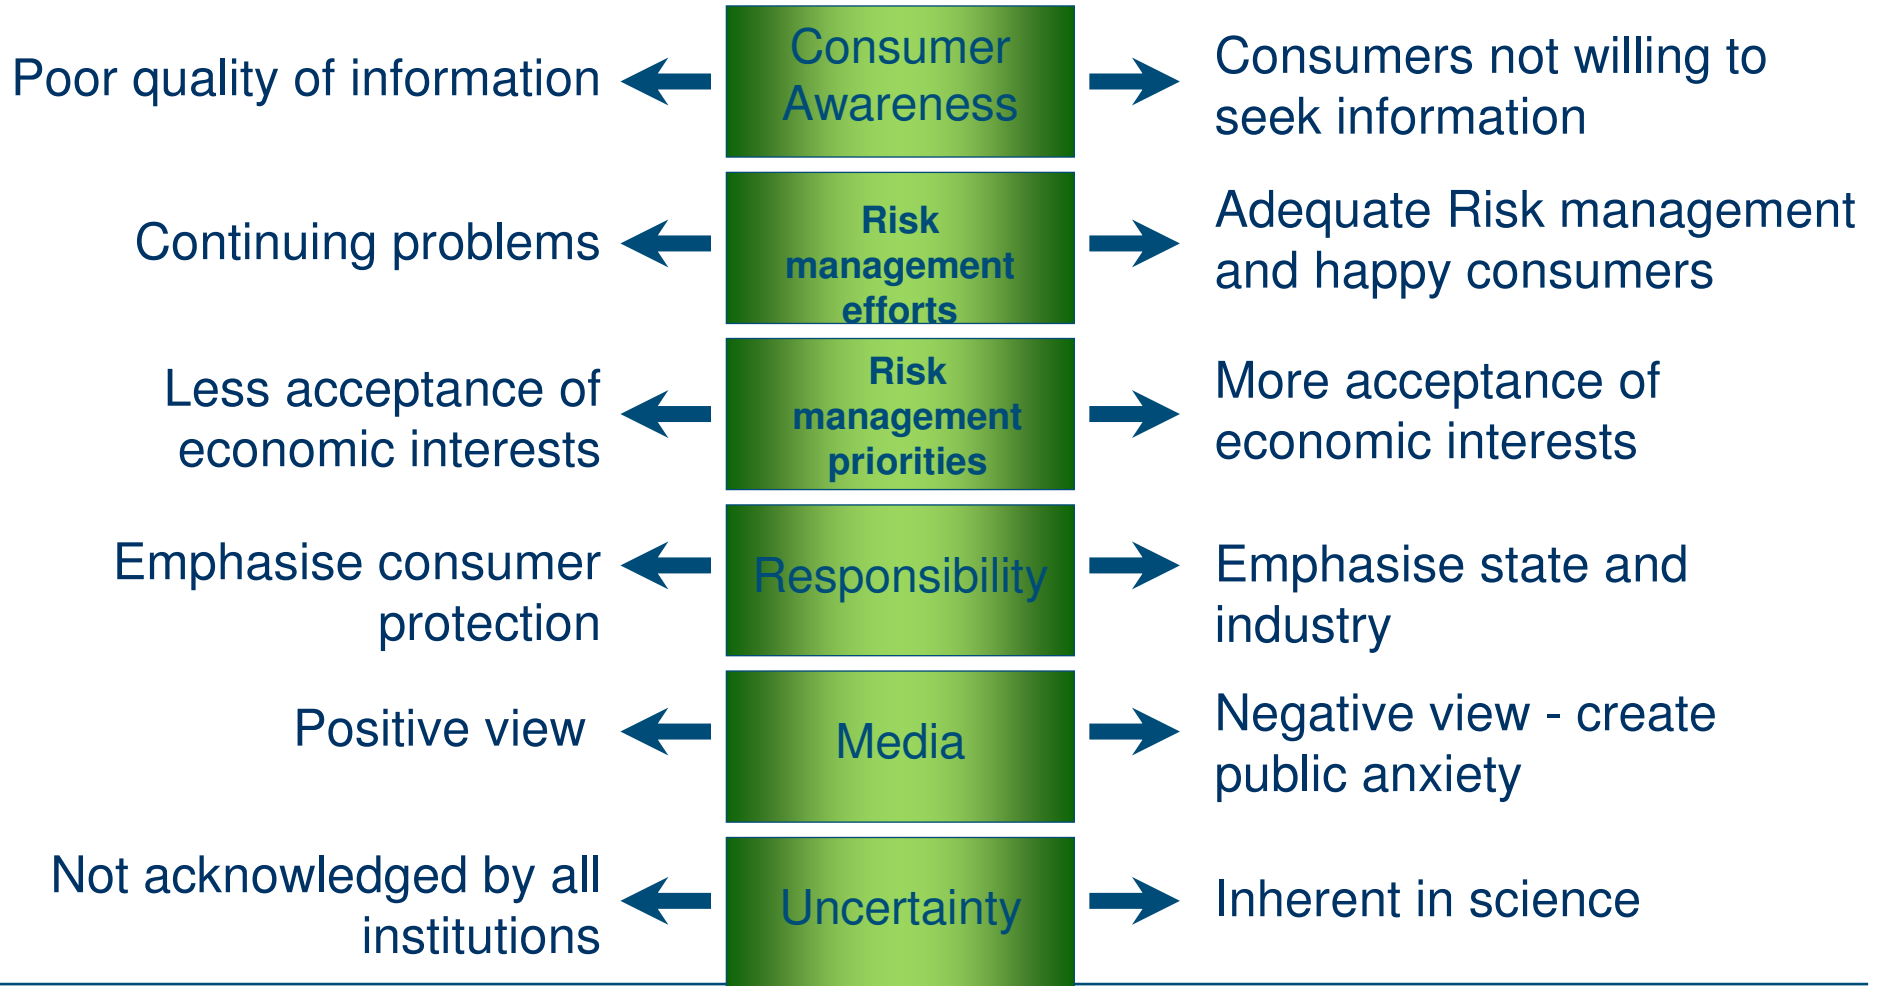 Poor quality of information
Consumer
Awareness
Consumers not willing to
seek information
Continuing problems
Risk
management
efforts
Adequate Risk management
and happy consumers
Less acceptance of
economic interests
Risk
management
priorities
More acceptance of
economic interests
Emphasise consumer
protection
Responsibility
Emphasise state and
industry
Positive view
Media
Negative view - create
public anxiety
Not acknowledged by all
institutions
Uncertainty
Inherent in science